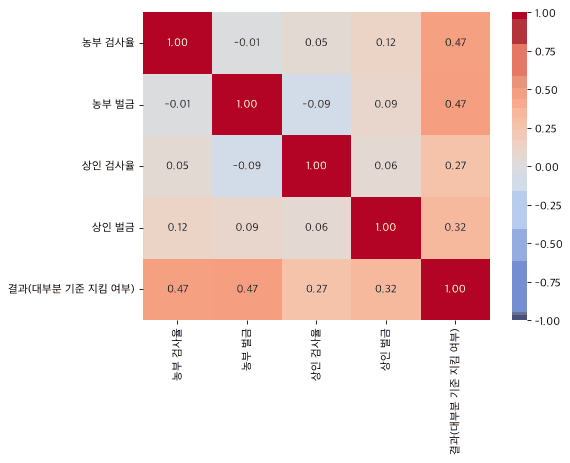 농부 검사율 1.00 -0.01 0.05 0.12 0.47
농부 벌금 -0.01 1.00 -0.09 0.09 0.47
상인 검사율 0.05 -0.09 1.00 0.06 0.27
상인 벌금 0.12 0.09 0.06 1.00 0.32
결과(대부분 기준 지킴 여부) 0.47 0.47 0.27 0.32 1.00
농부 검사율
농부 벌금
상인 검사율
상인 벌금
결과(대부분 기준 지킴 여부)
1.00
0.75
0.50
0.25
0.00
-0.25
-0.50
-0.75
-1.00